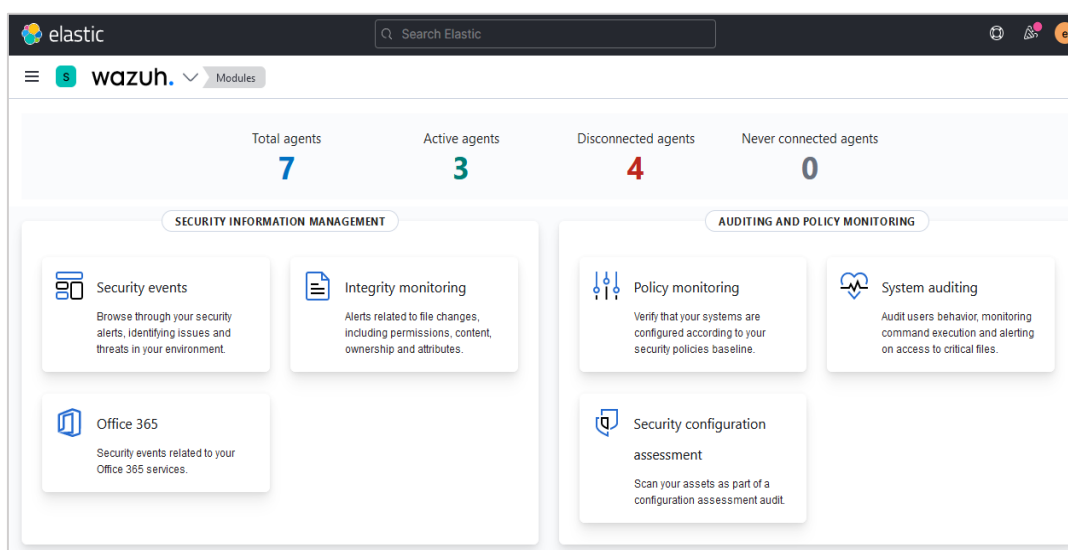 elastic
Search Elastic
e
S
wazuh.
Modules
Total agents
7
Active agents
3
Disconnected agents
4
Never connected agents
0
SECURITY INFORMATION MANAGEMENT
Security events
Browse through your security
alerts, identifying issues and
threats in your environment.
Integrity monitoring
Alerts related to file changes,
including permissions, content,
ownership and attributes.
Office 365
Security events related to your
Office 365 services.
AUDITING AND POLICY MONITORING
Policy monitoring
Verify that your systems are
configured according to your
security policies baseline.
System auditing
Audit users behavior, monitoring
command execution and alerting
on access to critical files.
Security configuration
assessment
Scan your assets as part of a
configuration assessment audit.